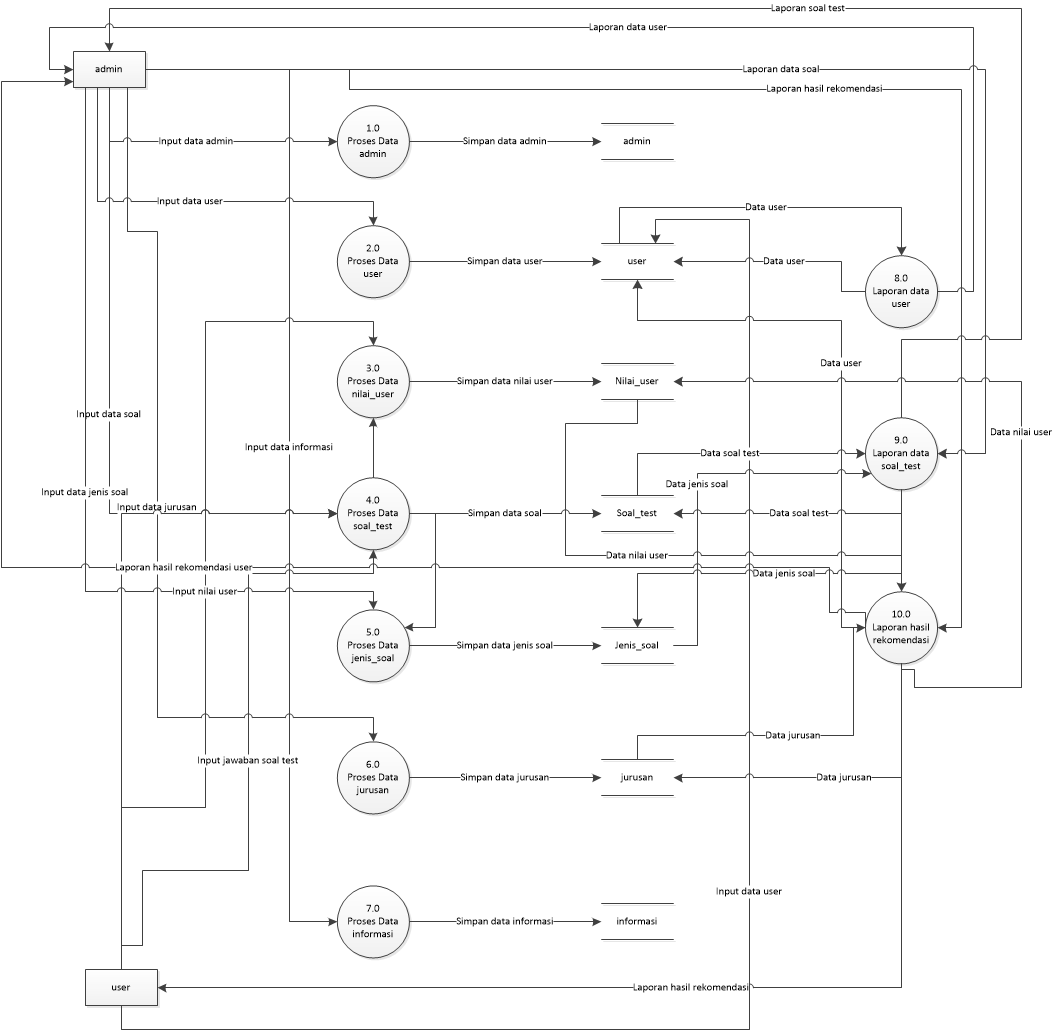 Laporan soal test
Laporan data user
admin
Laporan data soal
Laporan hasil rekomendasi
1.0
Proses Data
admin
Input data admin
Simpan data admin
admin
Input data user
Data user
2.0
Proses Data
user
Simpan data user
user
Data user
8.0
Laporan data
user
Data user
3.0
Proses Data
nilai_user
Simpan data nilai user
Nilai_user
Input data soal
Data nilai user
Input data informasi
Data soal test
9.0
Laporan data
soal_test
Data jenis soal
Input data jenis soal
Input data jurusan
4.0
Proses Data
soal_test
Simpan data soal
Soal_test
Data soal test
Data nilai user
Laporan hasil rekomendasi user
Data jenis soal
Input nilai user
5.0
Proses Data
jenis_soal
Simpan data jenis soal
Jenis_soal
10.0
Laporan hasil
rekomendasi
Data jurusan
Input jawaban soal test
6.0
Proses Data
jurusan
Simpan data jurusan
jurusan
Data jurusan
Input data user
7.0
Proses Data
informasi
Simpan data informasi
informasi
user
Laporan hasil rekomendasi